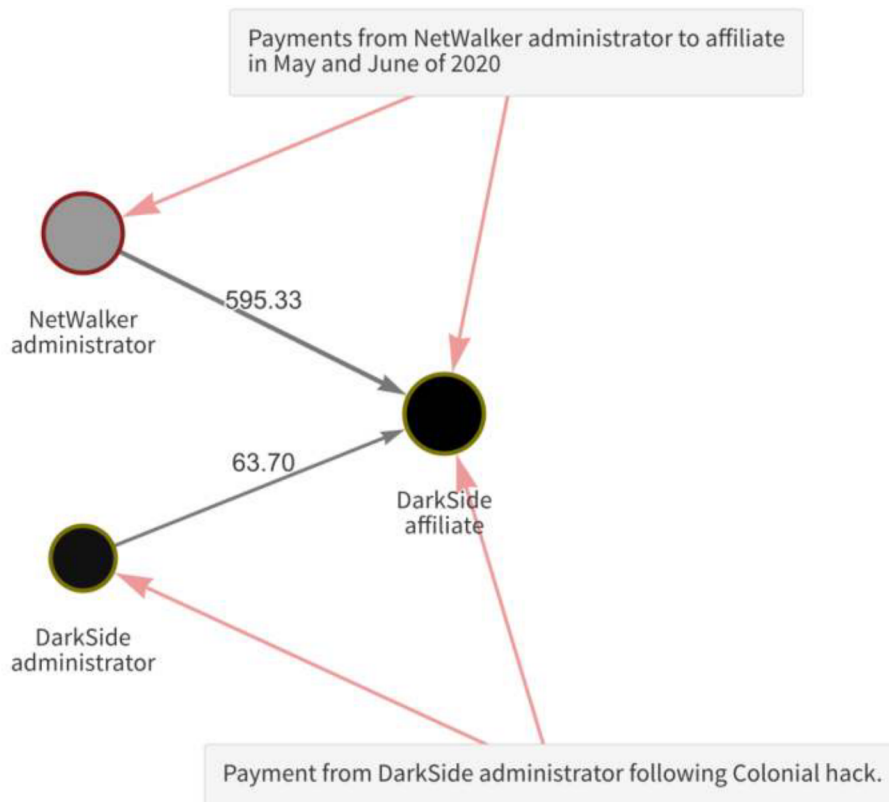 Payments from NetWalker administrator to affiliate
in May and June of 2020
595.33
NetWalker
administrator
63.70
DarkSide
affiliate
DarkSide
administrator
Payment from DarkSide administrator following Colonial hack.